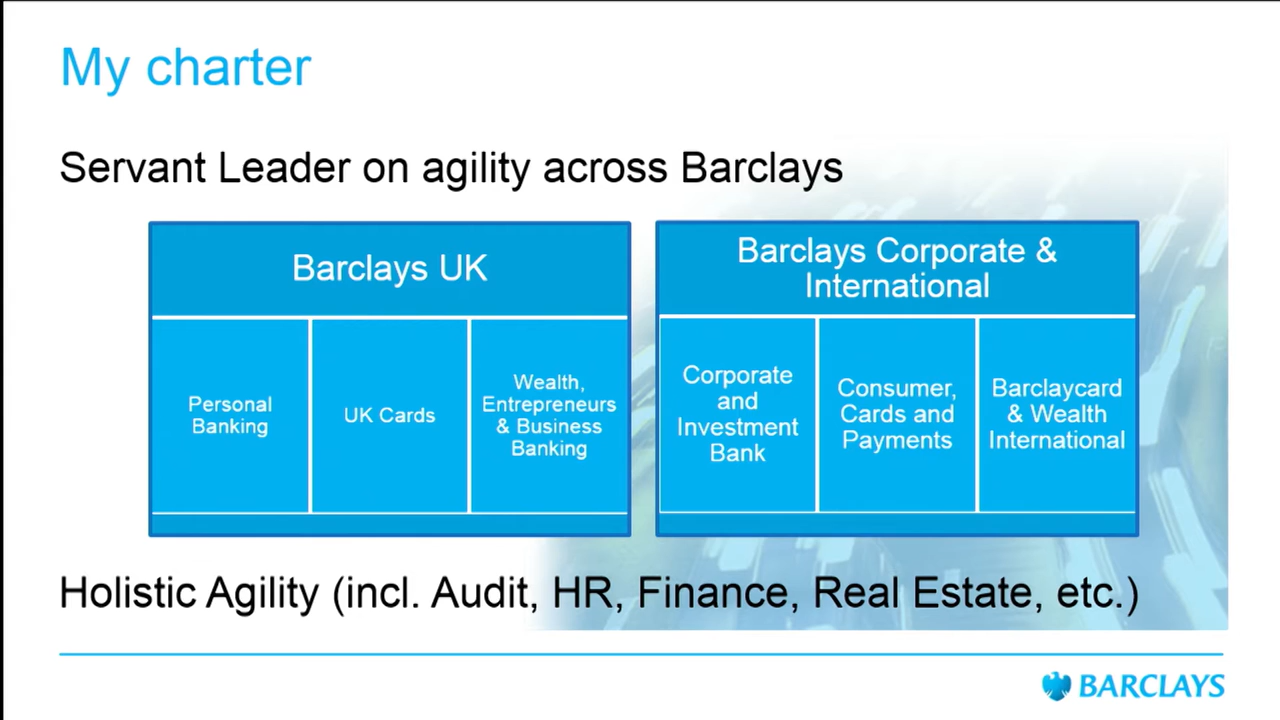 My charter
Servant Leader on agility across Barclays
Barclays UK
Personal
Banking
UK Cards
Wealth,
Entrepreneurs
& Business
Banking
Barclays Corporate &
International
Corporate
and
Investment
Bank
Consumer,
Cards and
Payments
Barclaycard
& Wealth
International
Holistic Agility (incl. Audit, HR, Finance, Real Estate, etc.)
BARCLAYS